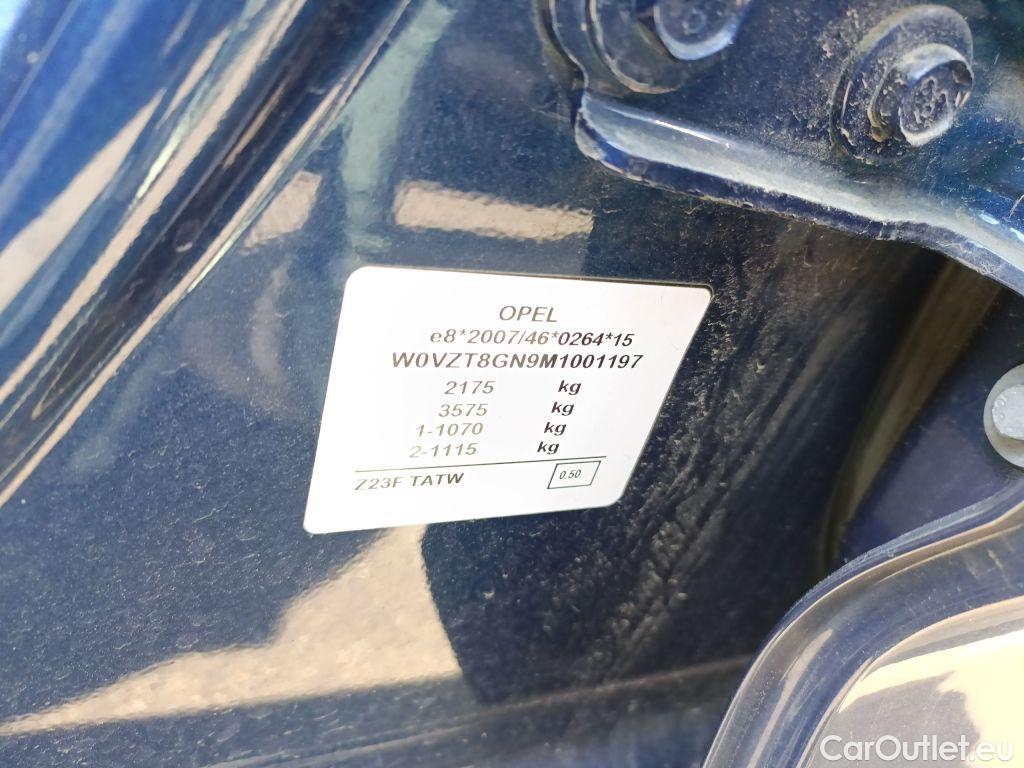 OPEL
e8*2007/46*0264*15
W0VZT8GN9M1001197
2175 kg
3575 kg
1-1070 kg
2-1115 kg
Z23F TATW 0.50
CarOutlet.eu